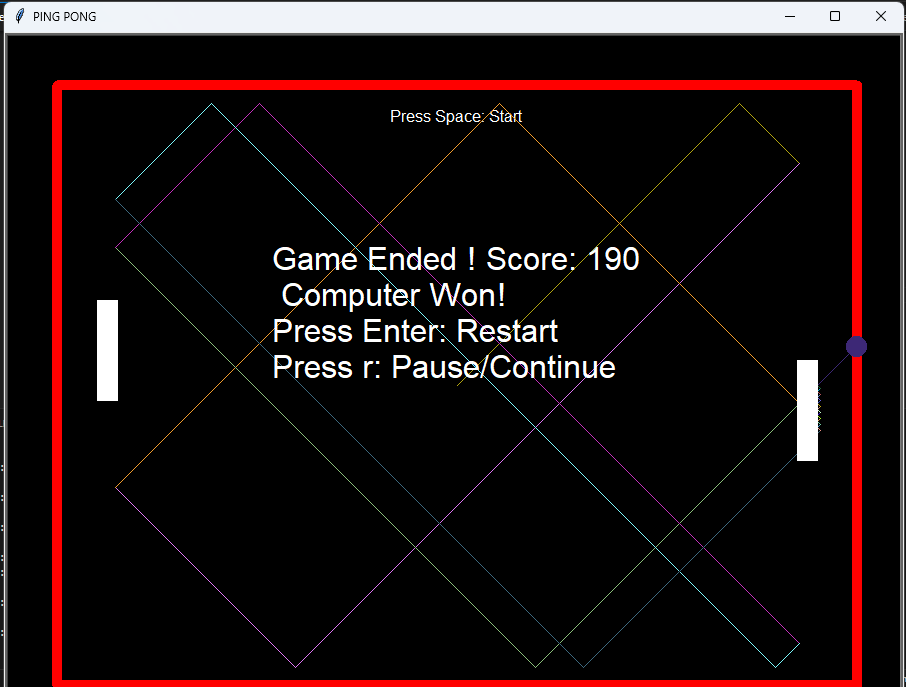 PING PONG
Press Space: Start
Game Ended ! Score: 190
Computer Won!
Press Enter: Restart
Press r: Pause/Continue